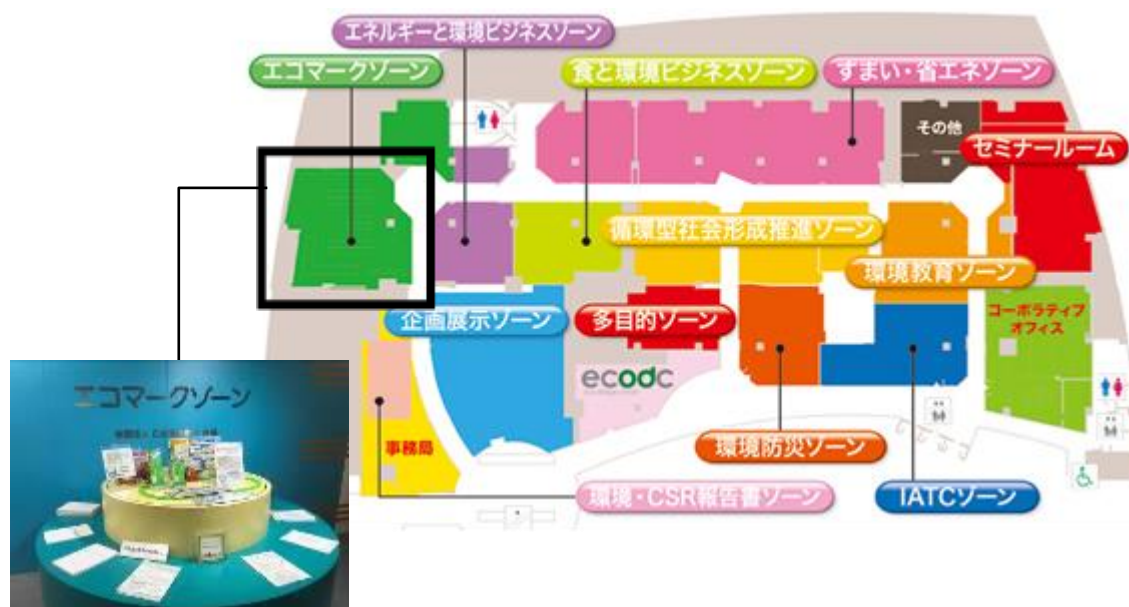 エネルギーと環境ビジネスゾーン
エコマークゾーン
食と環境ビジネスゾーン
すまい・省エネゾーン
その他
セミナールーム
循環型社会形成推進ゾーン
環境教育ゾーン
企画展示ゾーン
多目的ゾーン
コーポラティブ
オフィス
ecodc
エコマークゾーン
事務局
環境防災ゾーン
環境・CSR報告書ゾーン
IATCゾーン